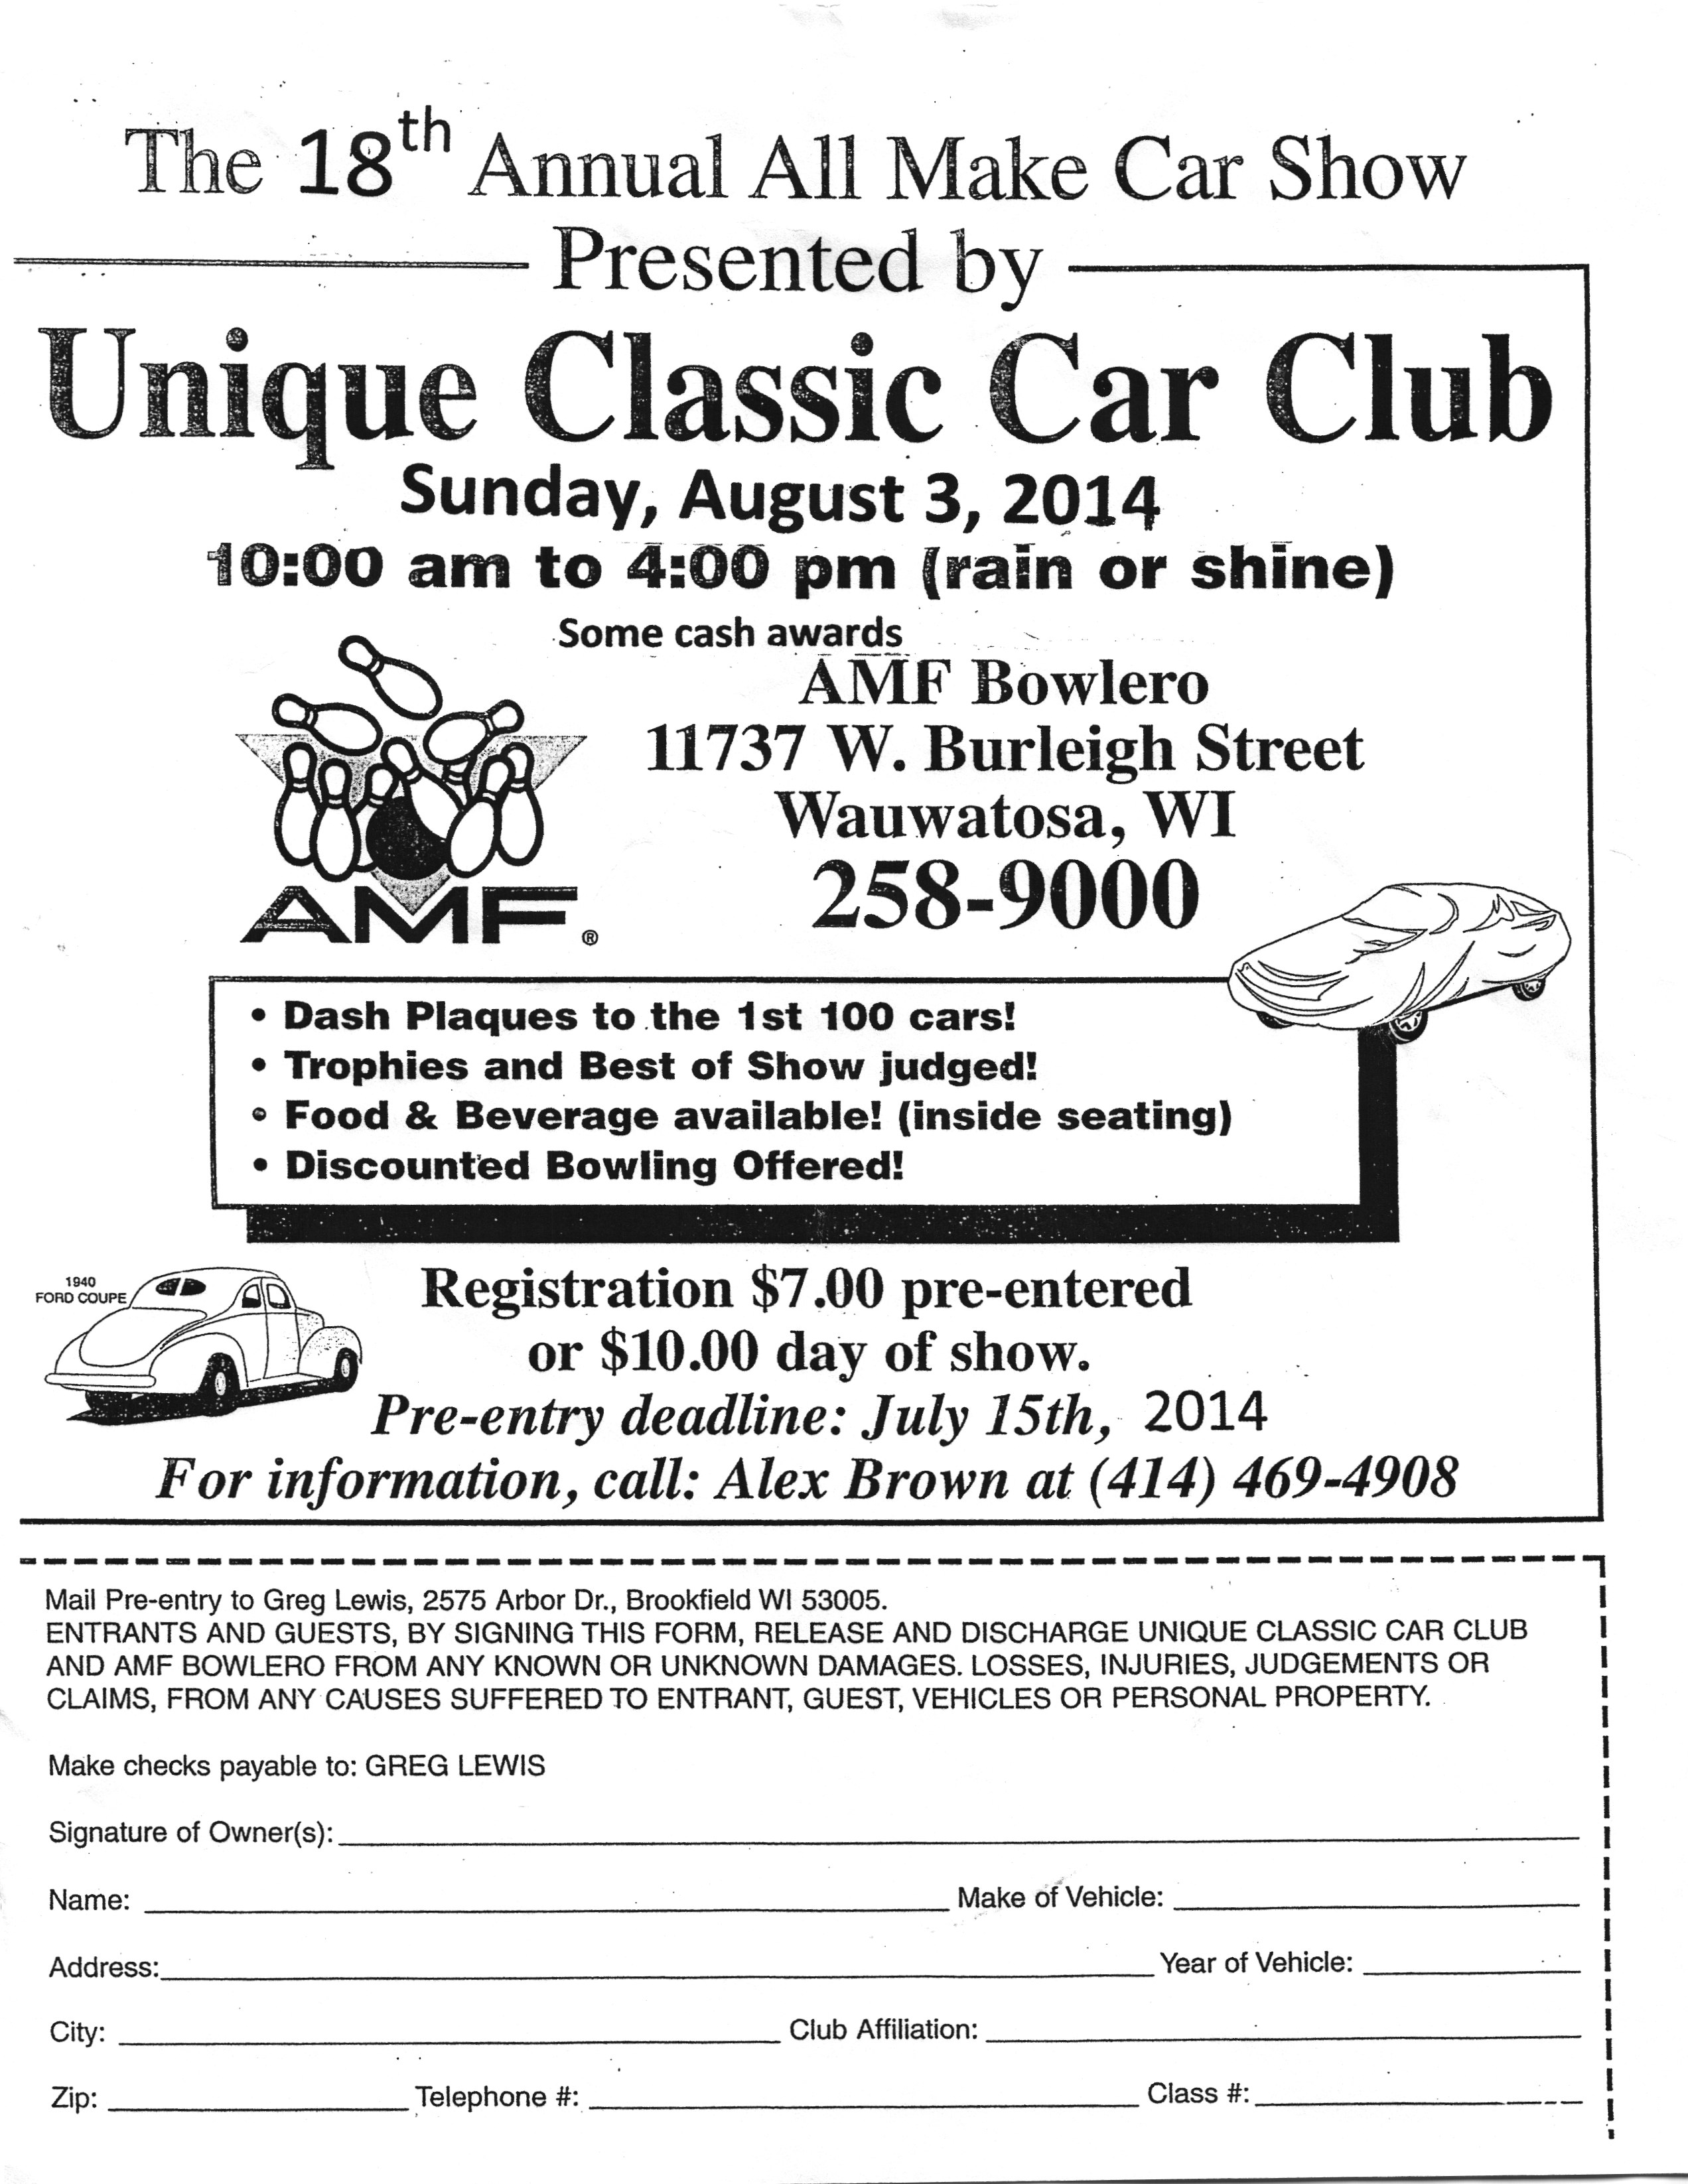 The 18th Annual All Make Car Show
Presented by
Unique Classic Car Club
Sunday, August 3, 2014
10:00 am to 4:00 pm (rain or shine)
Some cash awards
AMF Bowlero
11737 W. Burleigh Street
Wauwatosa, WI
258-9000
AMF®
• Dash Plaques to the 1st 100 cars!
• Trophies and Best of Show judged!
• Food & Beverage available! (inside seating)
• Discounted Bowling Offered!
1940
FORD COUPE
Registration $7.00 pre-entered
or $10.00 day of show.
Pre-entry deadline: July 15th, 2014
For information, call: Alex Brown at (414) 469-4908
Mail Pre-entry to Greg Lewis, 2575 Arbor Dr., Brookfield WI 53005.
ENTRANTS AND GUESTS, BY SIGNING THIS FORM, RELEASE AND DISCHARGE UNIQUE CLASSIC CAR CLUB
AND AMF BOWLERO FROM ANY KNOWN OR UNKNOWN DAMAGES. LOSSES, INJURIES, JUDGEMENTS OR
CLAIMS, FROM ANY CAUSES SUFFERED TO ENTRANT, GUEST, VEHICLES OR PERSONAL PROPERTY.
Make checks payable to: GREG LEWIS
Signature of Owner(s):
Name: Make of Vehicle:
Address: Year of Vehicle:
City: Club Affiliation:
Zip: Telephone #: Class #: